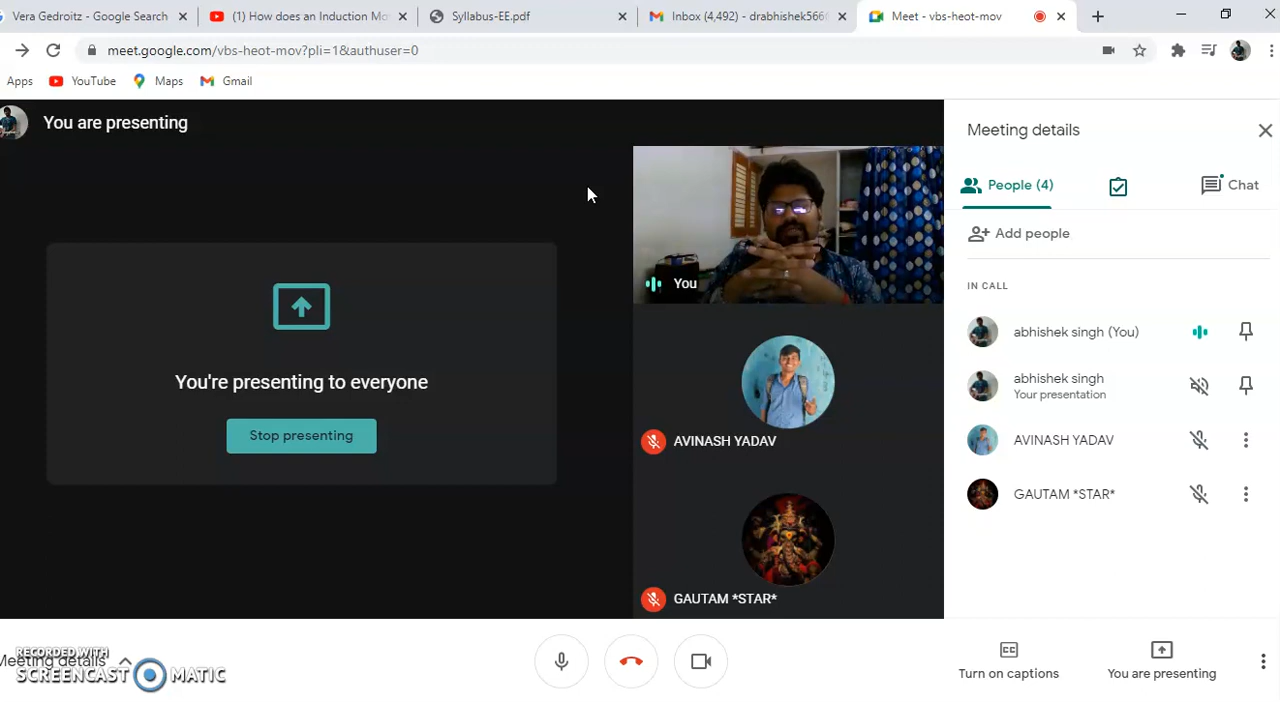 Vera Gedroitz - Google Search
(1) How does an Induction Mo
Syllabus-EE.pdf
Inbox (4,492) - drabhishek566
Meet - vbs-heot-mov
meet.google.com/vbs-heot-mov?pli=1&authuser=0
Apps
YouTube
Maps
Gmail
You are presenting
Meeting details
People (4)
Chat
Add people
IN CALL
You
abhishek singh (You)
abhishek singh
Your presentation
You're presenting to everyone
Stop presenting
AVINASH YADAV
AVINASH YADAV
GAUTAM *STAR*
GAUTAM *STAR*
Meeting details
RECORDED WITH
SCREENCAST MATIC
CC
Turn on captions
You are presenting